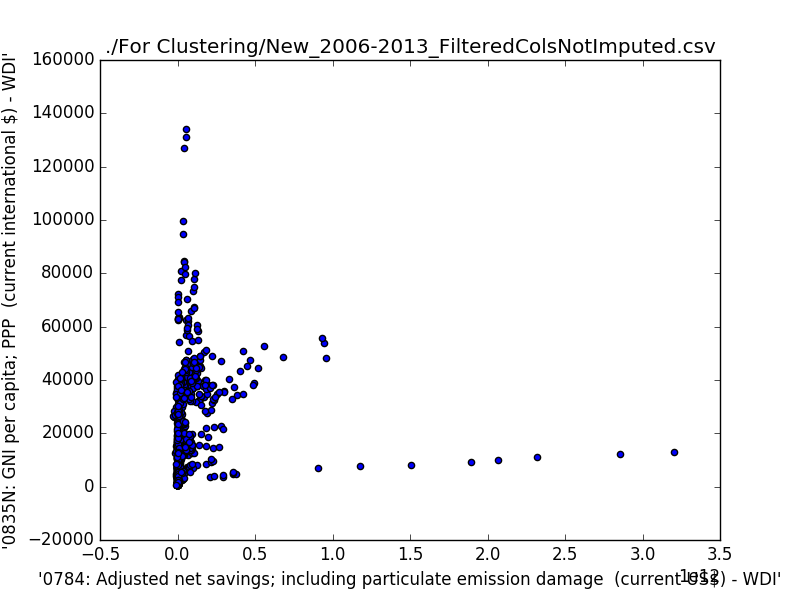 ./For Clustering/New_2006-2013_FilteredColsNotImputed.csv
'0835N: GNI per capita; PPP  (current international $) - WDI'
160000
140000
120000
100000
80000
60000
40000
20000
0
−20000
−0.5 0.0 0.5 1.0 1.5 2.0 2.5 3.0 3.5
1e12
'0784: Adjusted net savings; including particulate emission damage  (current US$) - WDI'